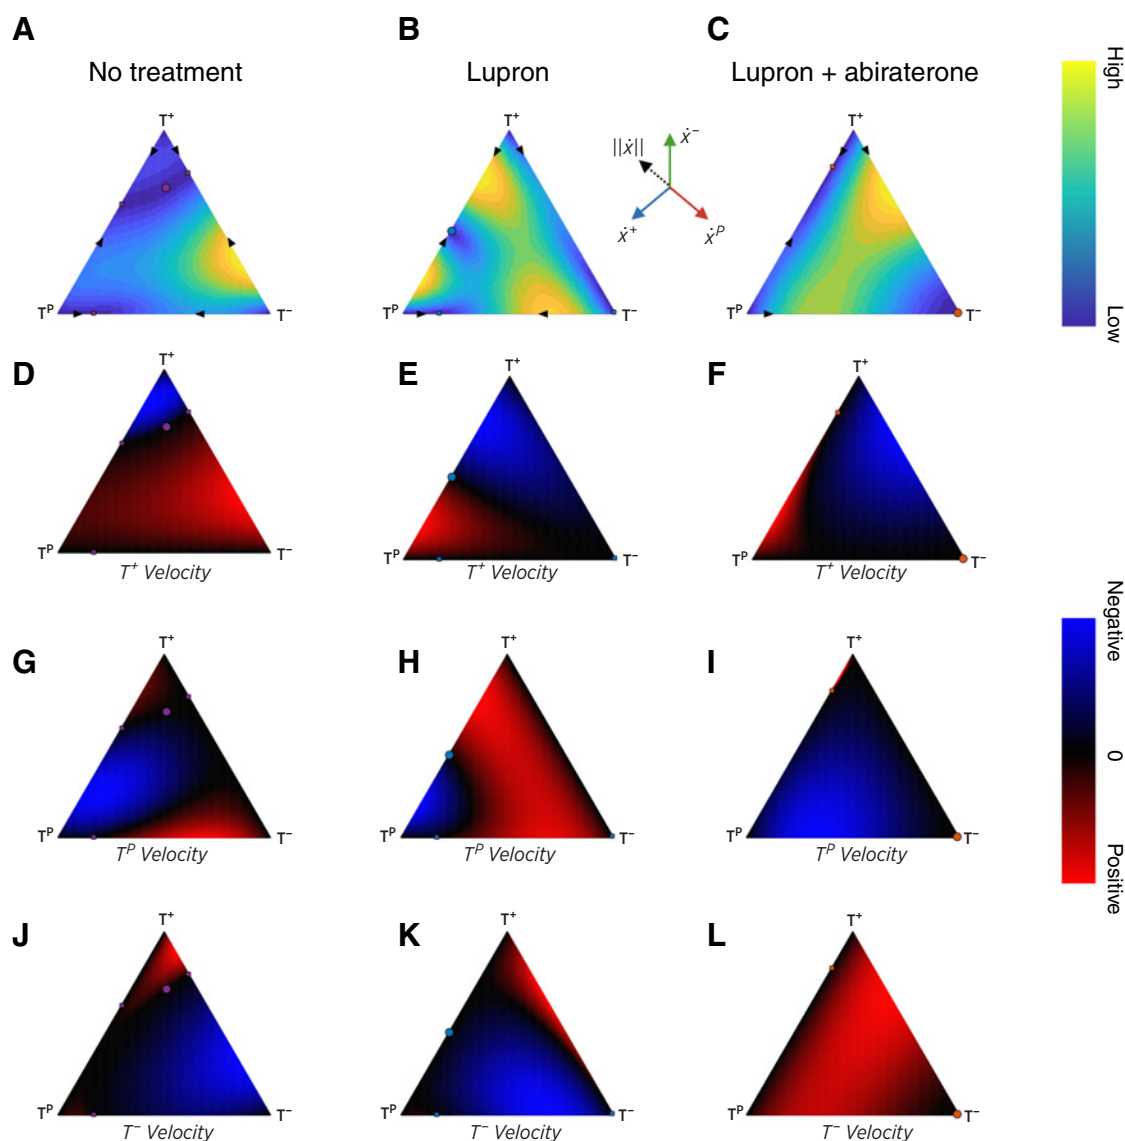 A
B
C
No treatment
Lupron
Lupron + abiraterone
High
Low
T⁺
Tᴾ
T⁻
T⁺
Tᴾ
T⁻
||ẋ||
ẋ⁻
ẋ⁺
ẋᴾ
T⁺
Tᴾ
T⁻
D
E
F
T⁺
Tᴾ
T⁻
T⁺ Velocity
T⁺
Tᴾ
T⁻
T⁺ Velocity
T⁺
Tᴾ
T⁻
T⁺ Velocity
Negative
0
Positive
G
H
I
T⁺
Tᴾ
T⁻
Tᴾ Velocity
T⁺
Tᴾ
T⁻
Tᴾ Velocity
T⁺
Tᴾ
T⁻
Tᴾ Velocity
J
K
L
T⁺
Tᴾ
T⁻
T⁻ Velocity
T⁺
Tᴾ
T⁻
T⁻ Velocity
T⁺
Tᴾ
T⁻
T⁻ Velocity